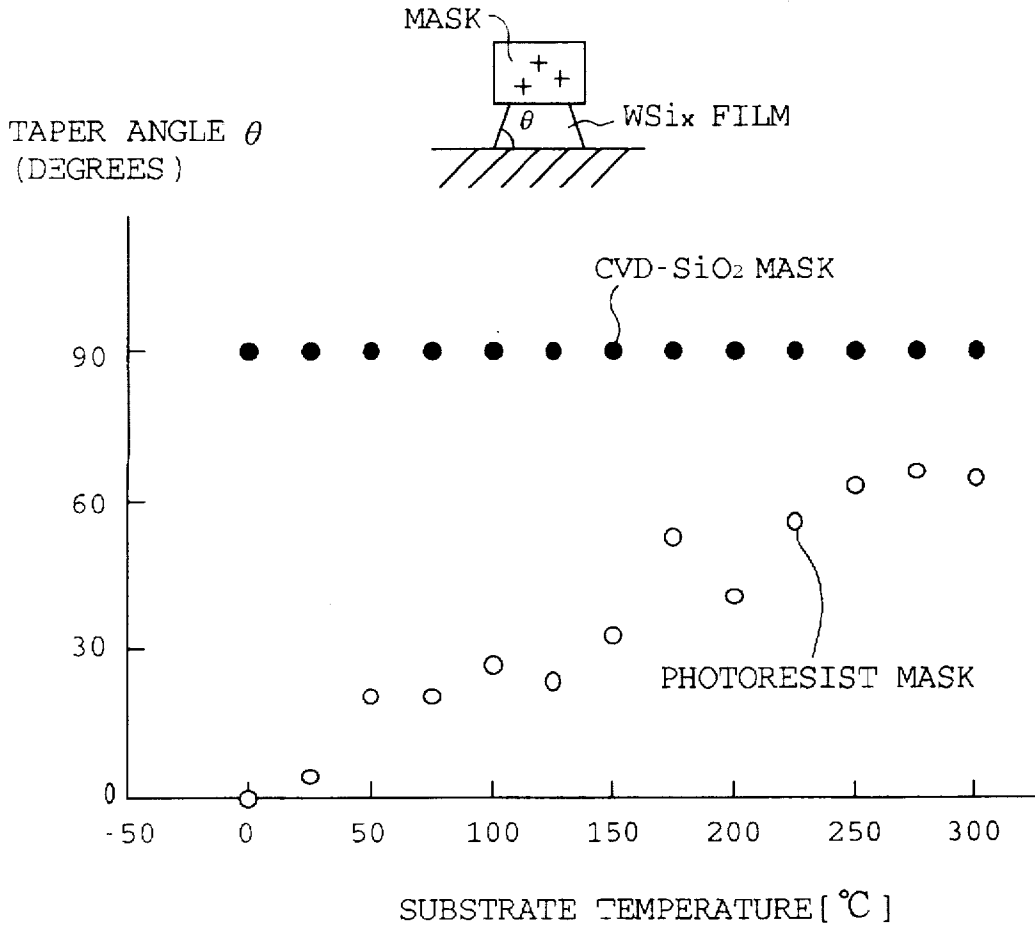 MASK
+ + +
θ
WSix FILM
TAPER ANGLE θ
(DEGREES)
CVD-SiO₂ MASK
90
60
30
0
PHOTORESIST MASK
-50 0 50 100 150 200 250 300
SUBSTRATE TEMPERATURE[℃]